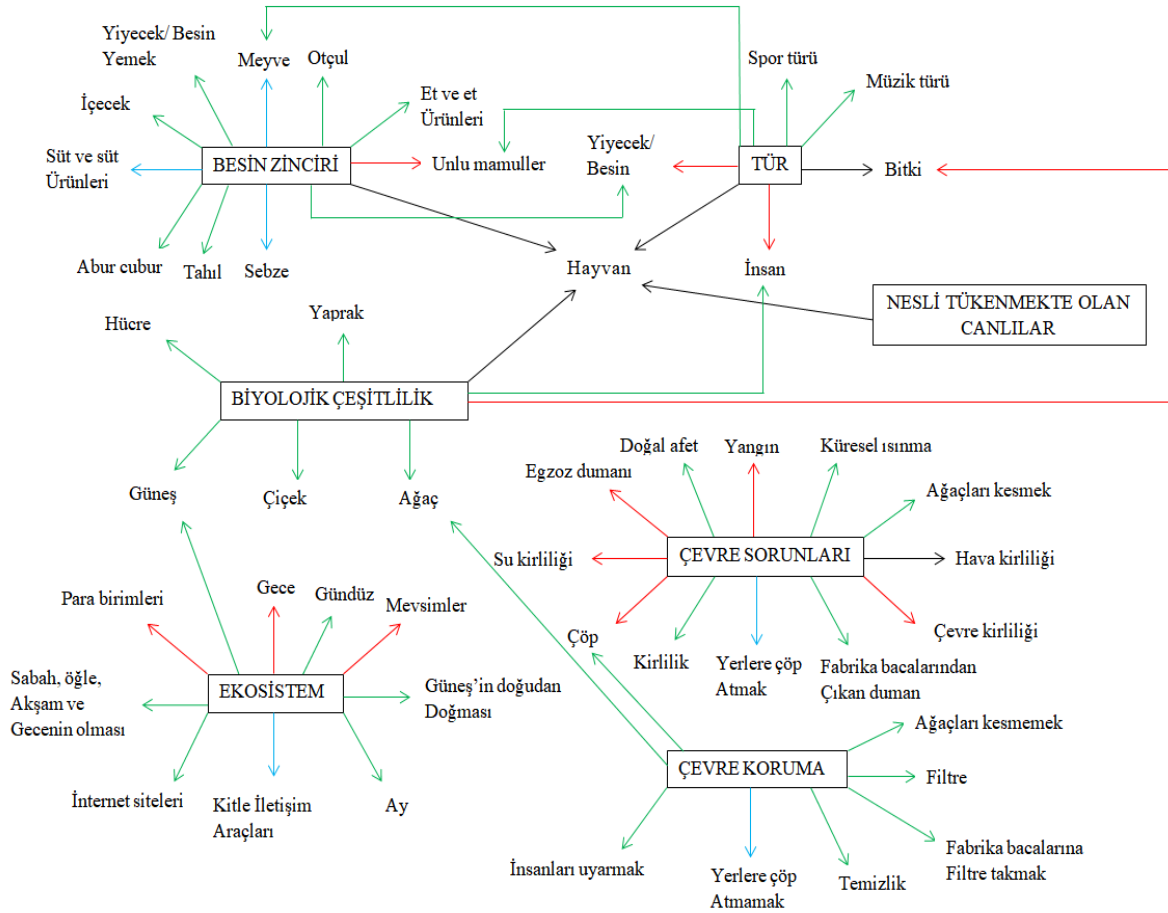 Yiyecek/ Besin
Yemek
Meyve
Otçul
Spor türü
Müzik türü
İçecek
Et ve et
Ürünleri
Süt ve süt
Ürünleri
BESİN ZİNCİRİ
Unlu mamuller
Yiyecek/
Besin
TÜR
Bitki
Abur cubur
Tahıl
Sebze
Hayvan
İnsan
NESLİ TÜKENMEKTE OLAN
CANLILAR
Hücre
Yaprak
BİYOLOJİK ÇEŞİTLİLİK
Güneş
Çiçek
Ağaç
Doğal afet
Yangın
Küresel ısınma
Egzoz dumanı
Ağaçları kesmek
Su kirliliği
ÇEVRE SORUNLARI
Hava kirliliği
Çöp
Kirlilik
Yerlere çöp
Atmak
Fabrika bacalarından
Çıkan duman
Çevre kirliliği
Para birimleri
Gece
Gündüz
Mevsimler
Sabah, öğle,
Akşam ve
Gecenin olması
EKOSİSTEM
Güneş’in doğudan
Doğması
İnternet siteleri
Kitle İletişim
Araçları
Ay
ÇEVRE KORUMA
Ağaçları kesmemek
Filtre
İnsanları uyarmak
Yerlere çöp
Atmamak
Temizlik
Fabrika bacalarına
Filtre takmak